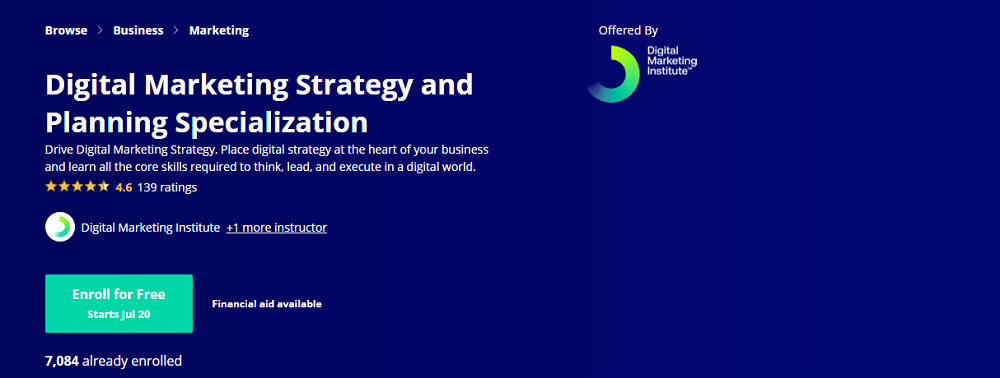 Browse > Business > Marketing
Offered By
Digital
Marketing
Institute™
Digital Marketing Strategy and
Planning Specialization
Drive Digital Marketing Strategy. Place digital strategy at the heart of your business
and learn all the core skills required to think, lead, and execute in a digital world.
4.6 139 ratings
Digital Marketing Institute +1 more instructor
Enroll for Free
Starts Jul 20
Financial aid available
7,084 already enrolled